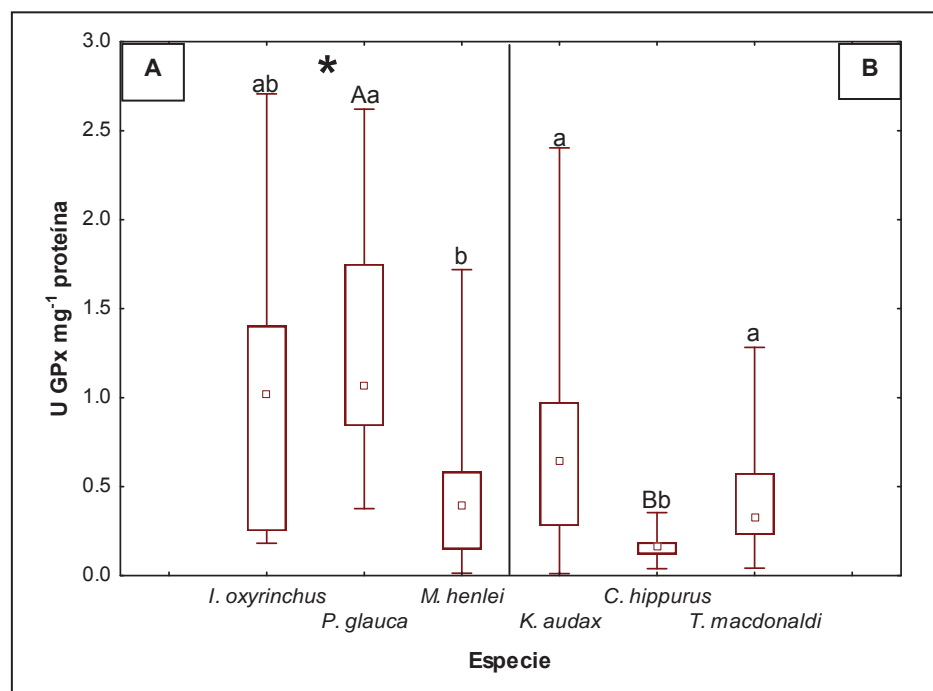 A
B
*
ab
Aa
b
a
Bb
a
3.0
2.5
2.0
1.5
1.0
0.5
0.0
U GPx mg⁻¹ proteína
I. oxyrinchus
P. glauca
M. henlei
K. audax
C. hippurus
T. macdonaldi
Especie